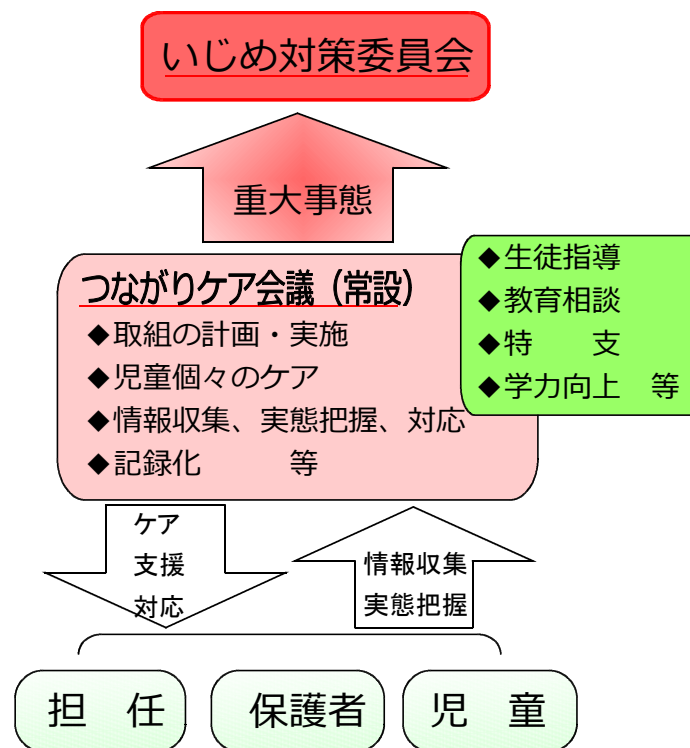 いじめ対策委員会
重大事態
つながりケア会議（常設）
◆取組の計画・実施
◆児童個々のケア
◆情報収集、実態把握、対応
◆記録化　　　等
◆生徒指導
◆教育相談
◆特　　支
◆学力向上　等
ケア
支援
対応
情報収集
実態把握
担　任
保護者
児　童